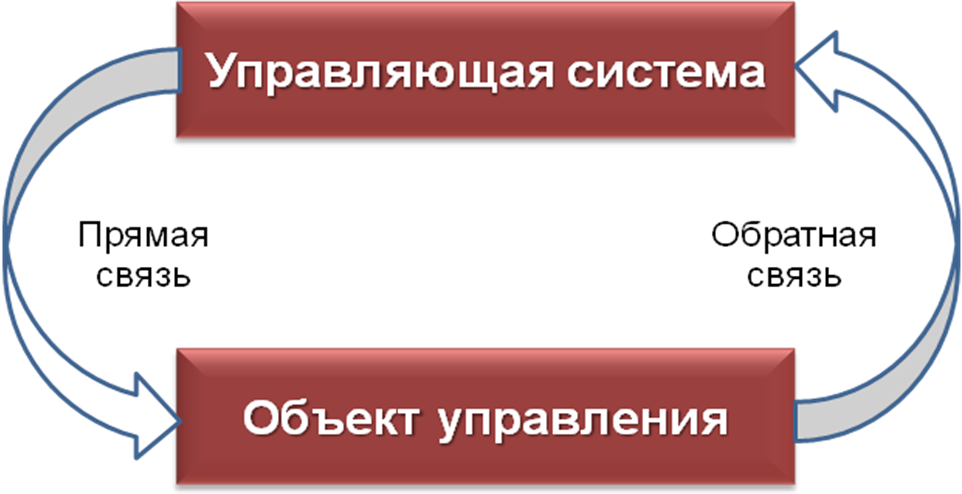 Управляющая система
Прямая
связь
Обратная
связь
Объект управления